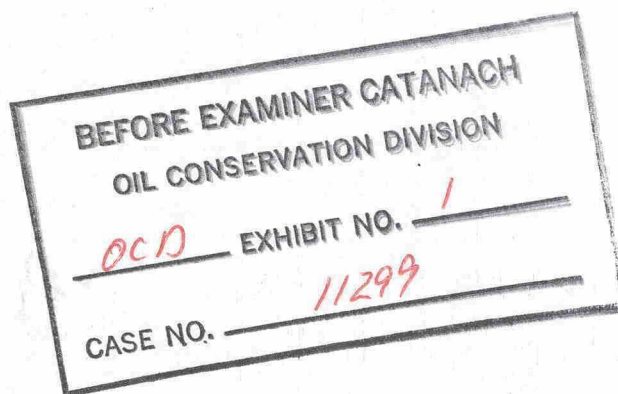 BEFORE EXAMINER CATANACH
OIL CONSERVATION DIVISION
OCD EXHIBIT NO. 1
CASE NO. 11299